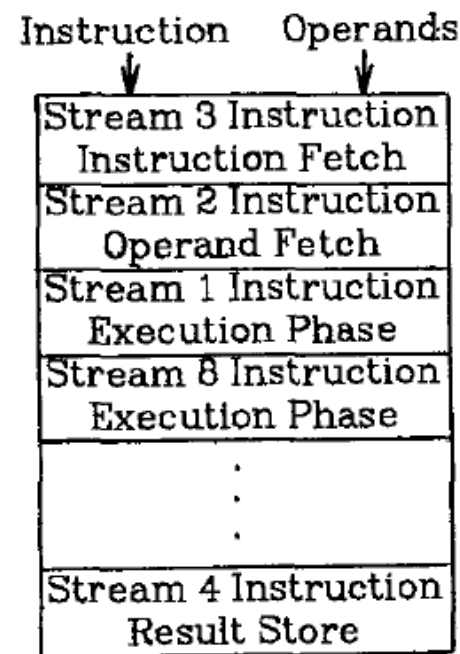 Instruction Operands
Stream 3 Instruction
Instruction Fetch
Stream 2 Instruction
Operand Fetch
Stream 1 Instruction
Execution Phase
Stream 8 Instruction
Execution Phase
.
.
.
Stream 4 Instruction
Result Store